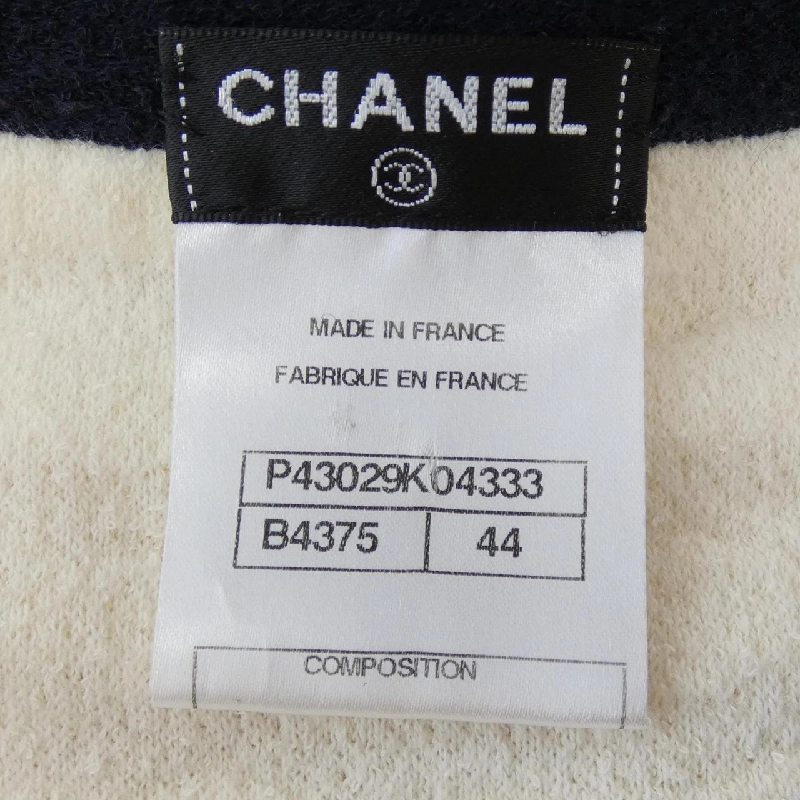 CHANEL
MADE IN FRANCE
FABRIQUE EN FRANCE
P43029K04333
B4375 44
COMPOSITION